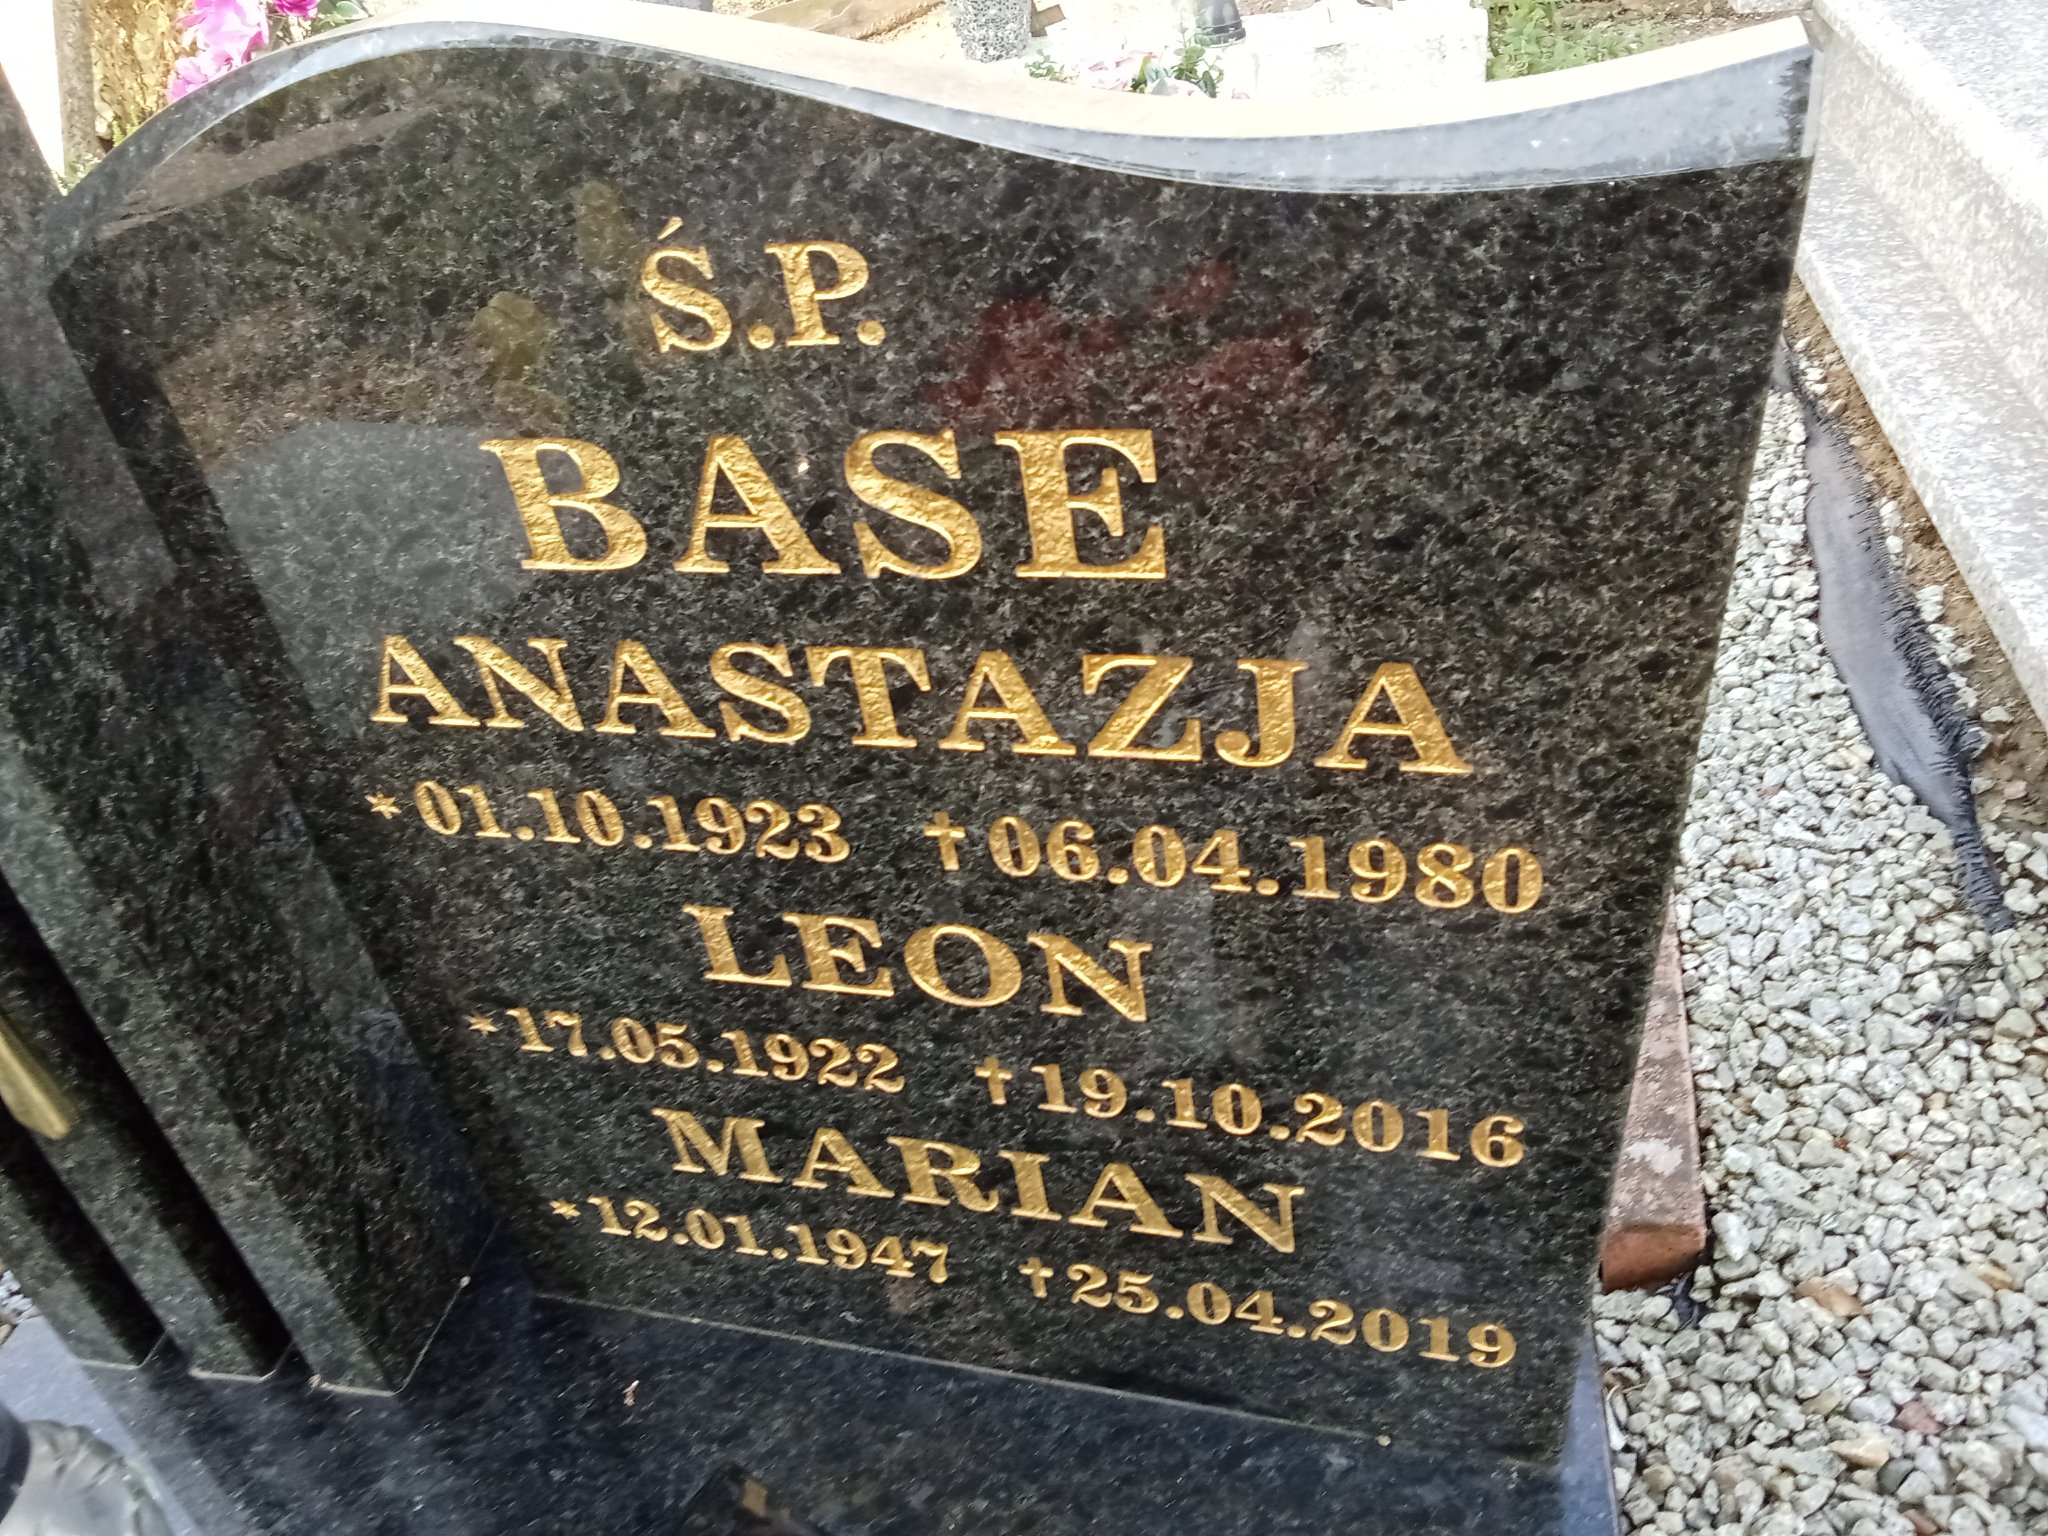 Ś.P.
BASE
ANASTAZJA
*01.10.1923 ✝06.04.1980
LEON
*17.05.1922 ✝19.10.2016
MARIAN
*12.01.1947 ✝25.04.2019